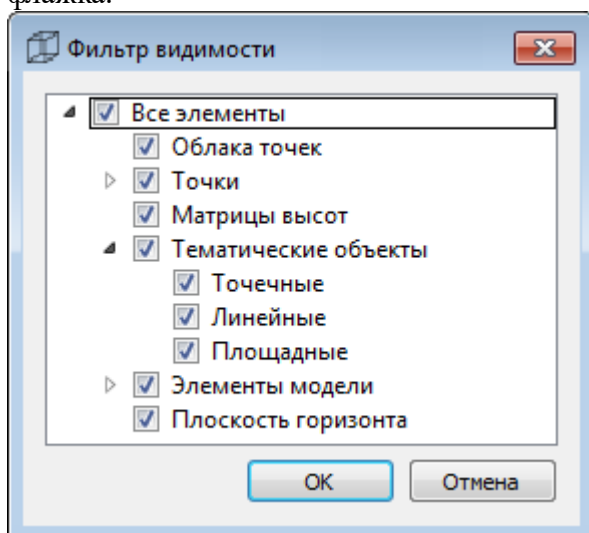 флажка.
Фильтр видимости
Все элементы
Облака точек
Точки
Матрицы высот
Тематические объекты
Точечные
Линейные
Площадные
Элементы модели
Плоскость горизонта
OK Отмена